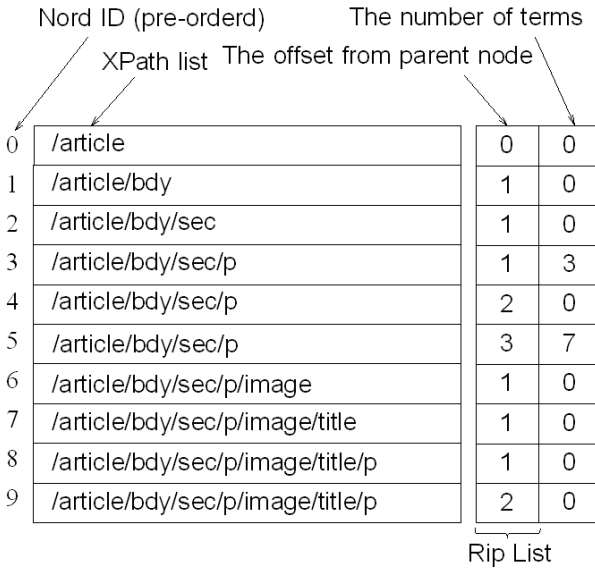 Nord ID (pre-orderd)
The number of terms
XPath list
The offset from parent node
0 /article 0 0
1 /article/bdy 1 0
2 /article/bdy/sec 1 0
3 /article/bdy/sec/p 1 3
4 /article/bdy/sec/p 2 0
5 /article/bdy/sec/p 3 7
6 /article/bdy/sec/p/image 1 0
7 /article/bdy/sec/p/image/title 1 0
8 /article/bdy/sec/p/image/title/p 1 0
9 /article/bdy/sec/p/image/title/p 2 0
Rip List